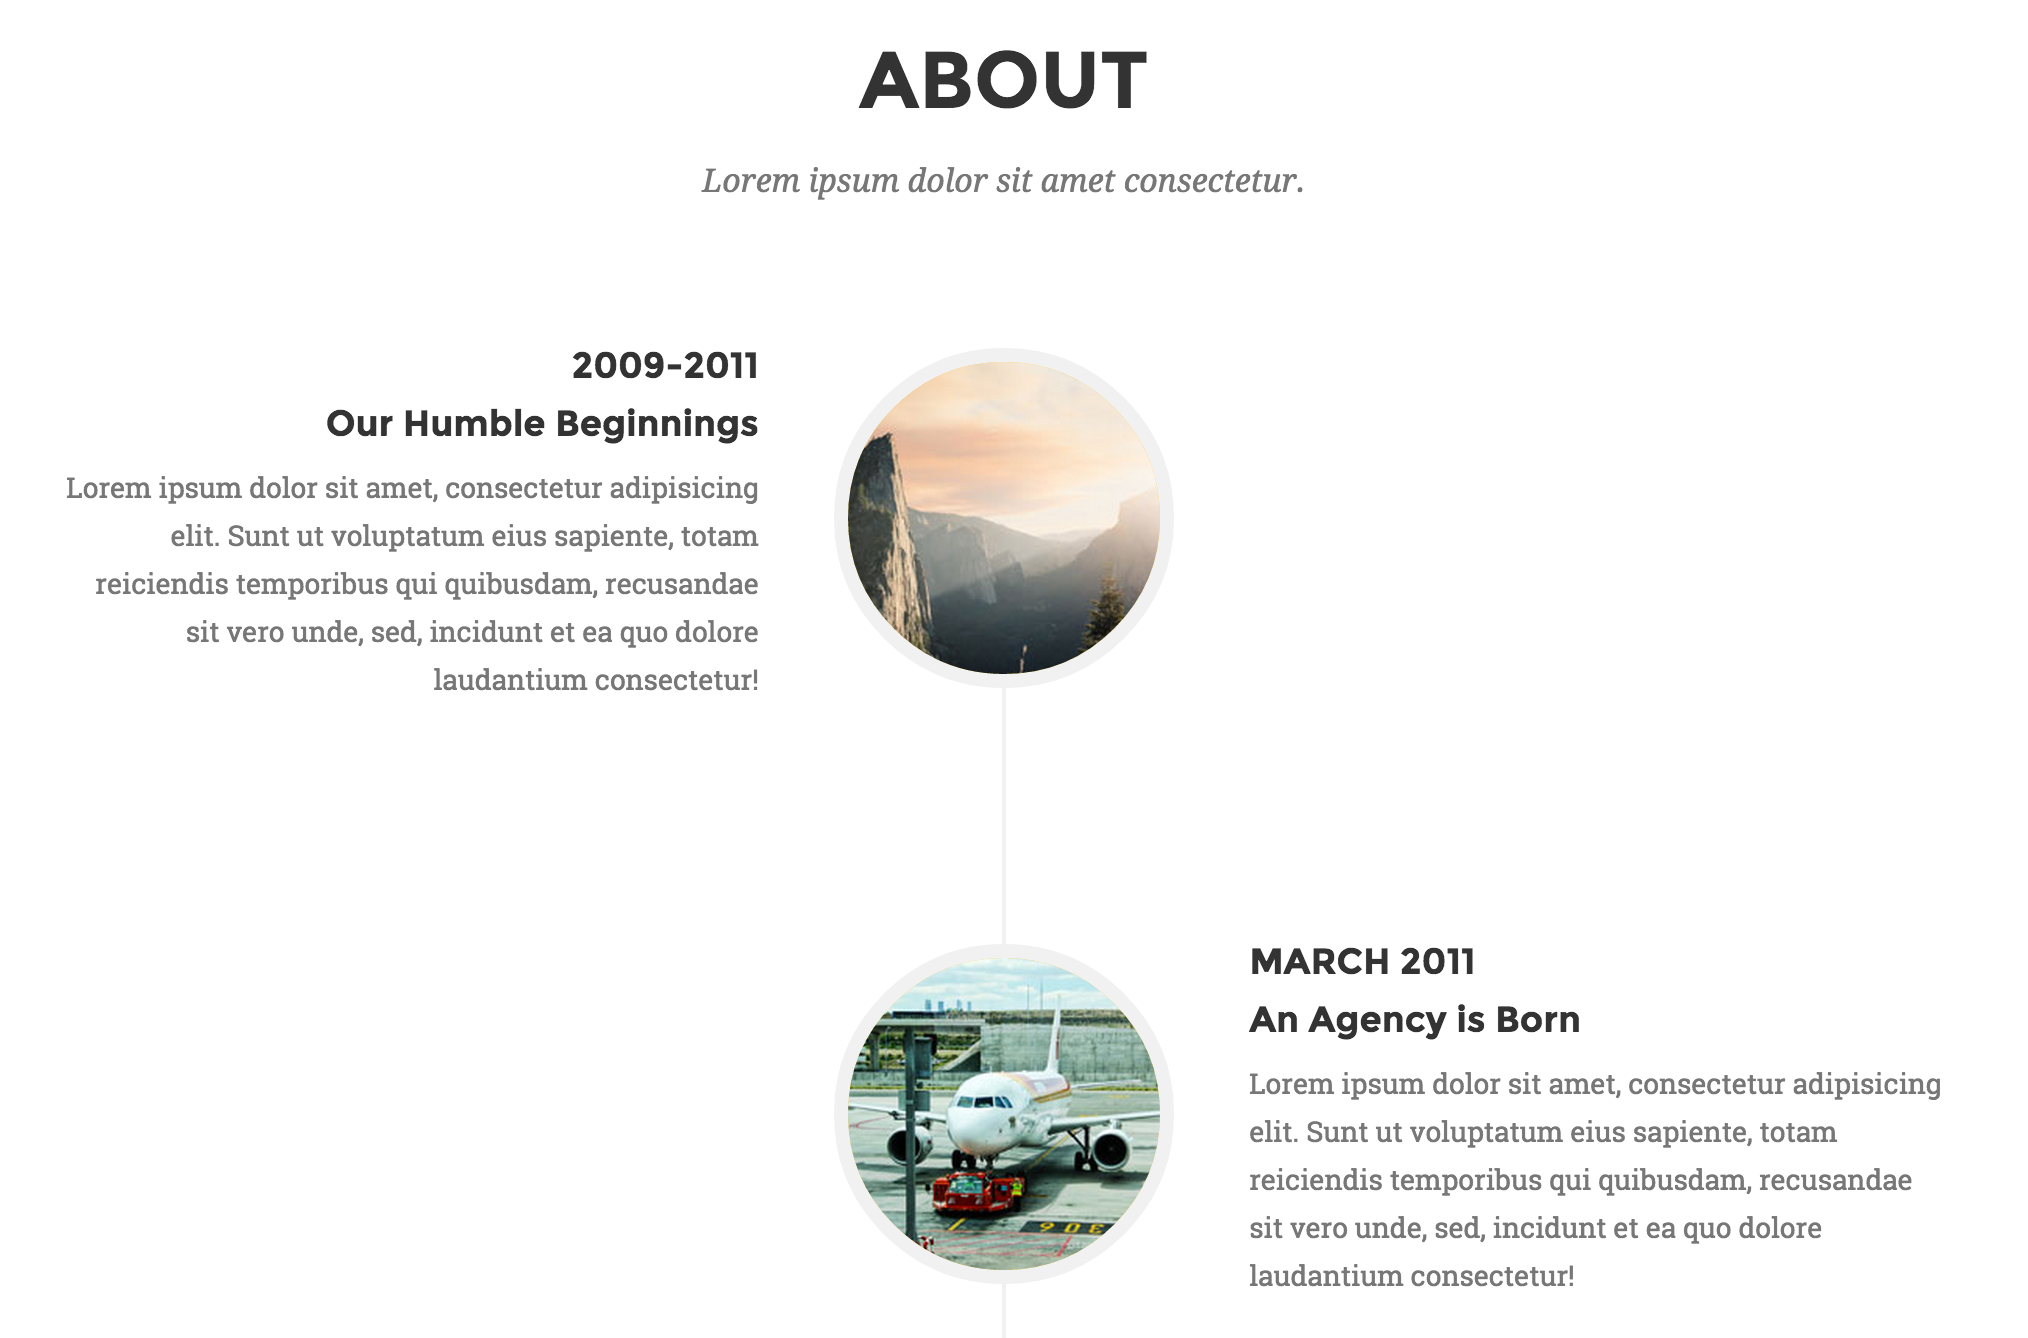 ABOUT
Lorem ipsum dolor sit amet consectetur.
2009-2011
Our Humble Beginnings
Lorem ipsum dolor sit amet, consectetur adipisicing
elit. Sunt ut voluptatum eius sapiente, totam
reiciendis temporibus qui quibusdam, recusandae
sit vero unde, sed, incidunt et ea quo dolore
laudantium consectetur!
MARCH 2011
An Agency is Born
Lorem ipsum dolor sit amet, consectetur adipisicing
elit. Sunt ut voluptatum eius sapiente, totam
reiciendis temporibus qui quibusdam, recusandae
sit vero unde, sed, incidunt et ea quo dolore
laudantium consectetur!